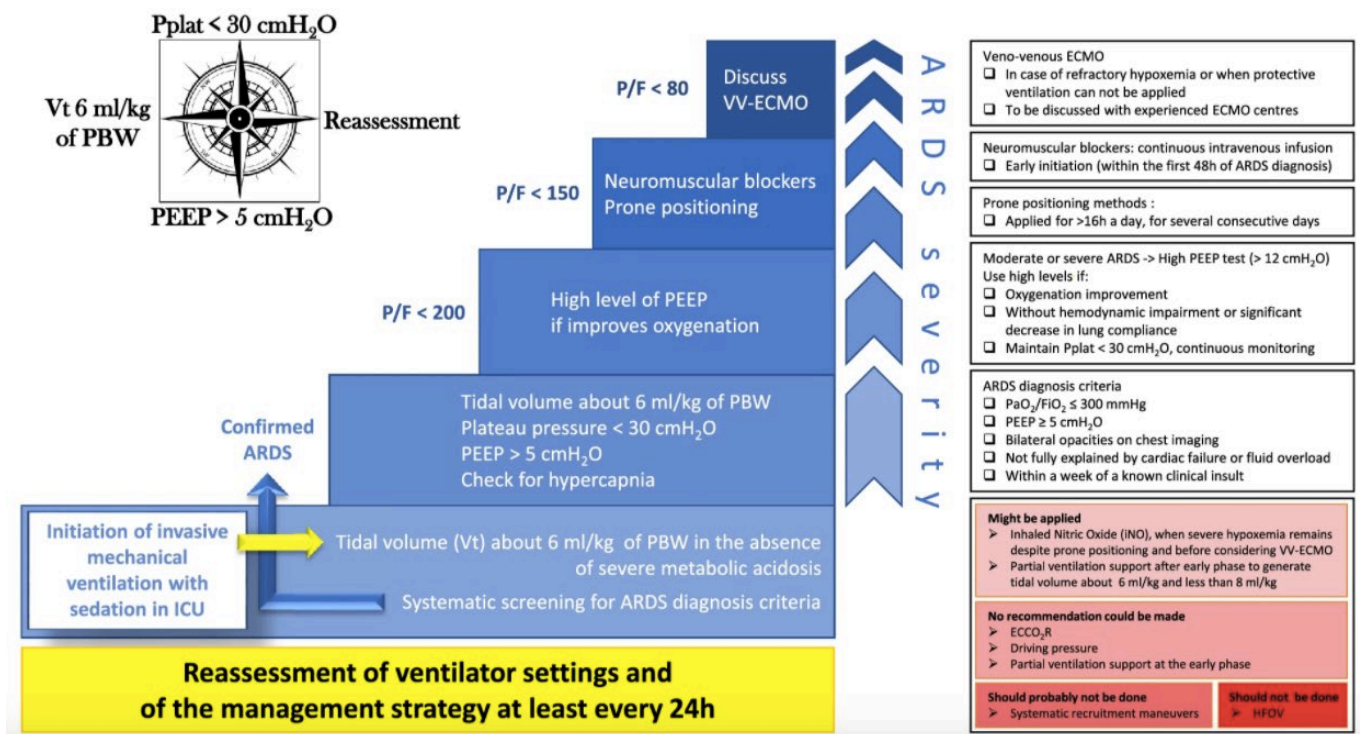 Pplat < 30 cmH₂O
Vt 6 ml/kg
of PBW
Reassessment
PEEP > 5 cmH₂O
P/F < 80
Discuss
VV-ECMO
P/F < 150
Neuromuscular blockers
Prone positioning
P/F < 200
High level of PEEP
if improves oxygenation
Tidal volume about 6 ml/kg of PBW
Plateau pressure < 30 cmH₂O
PEEP > 5 cmH₂O
Check for hypercapnia
Confirmed
ARDS
Initiation of invasive
mechanical
ventilation with
sedation in ICU
Tidal volume (Vt) about 6 ml/kg of PBW in the absence
of severe metabolic acidosis
Systematic screening for ARDS diagnosis criteria
Reassessment of ventilator settings and
of the management strategy at least every 24h
ARDS severity
Veno-venous ECMO
❑ In case of refractory hypoxemia or when protective
ventilation can not be applied
❑ To be discussed with experienced ECMO centres
Neuromuscular blockers: continuous intravenous infusion
❑ Early initiation (within the first 48h of ARDS diagnosis)
Prone positioning methods :
❑ Applied for >16h a day, for several consecutive days
Moderate or severe ARDS -> High PEEP test (> 12 cmH₂O)
Use high levels if:
❑ Oxygenation improvement
❑ Without hemodynamic impairment or significant
decrease in lung compliance
❑ Maintain Pplat < 30 cmH₂O, continuous monitoring
ARDS diagnosis criteria
❑ PaO₂/FiO₂ ≤ 300 mmHg
❑ PEEP ≥ 5 cmH₂O
❑ Bilateral opacities on chest imaging
❑ Not fully explained by cardiac failure or fluid overload
❑ Within a week of a known clinical insult
Might be applied
➢ Inhaled Nitric Oxide (iNO), when severe hypoxemia remains
despite prone positioning and before considering VV-ECMO
➢ Partial ventilation support after early phase to generate
tidal volume about 6 ml/kg and less than 8 ml/kg
No recommendation could be made
➢ ECCO₂R
➢ Driving pressure
➢ Partial ventilation support at the early phase
Should probably not be done
➢ Systematic recruitment maneuvers
Should not be done
➢ HFOV